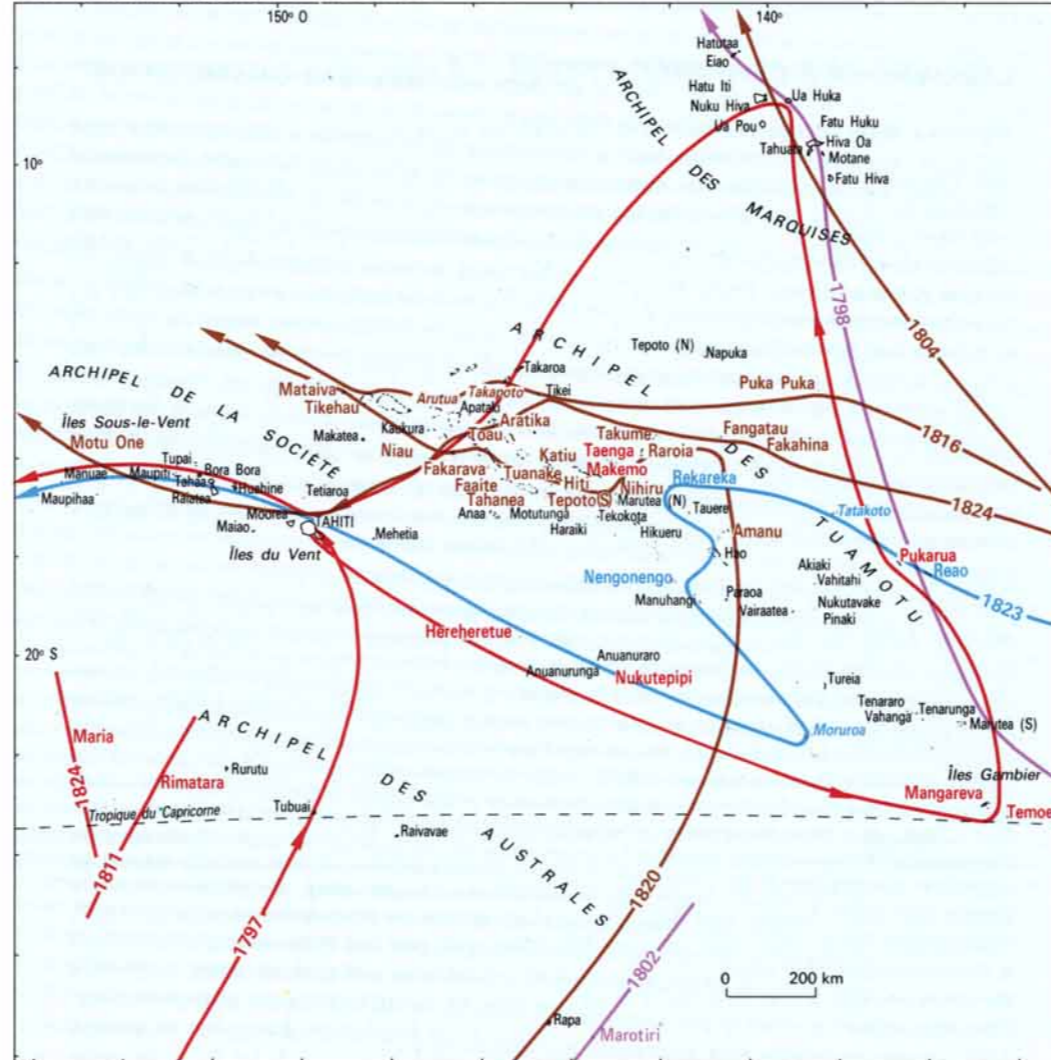 150° O
140°
Hatutaa
Eiao
Hatu Iti
Nuku Hiva
Ua Pou
Ua Huka
Fatu Huku
Hiva Oa
Tahuata
Motane
Fatu Hiva
ARCHIPEL DES MARQUISES
10°
1798
1804
ARCHIPEL DES TUAMOTU
Tepoto (N)
Napuka
Takaroa
Tikei
Puka Puka
1816
ARCHIPEL DE LA SOCIÉTÉ
Mataiva
Tikehau
Arutua
Takapoto
Apataki
Aratika
Kaukura
Toau
Makatea
Niau
Takume
Fangatau
Fakahina
Taenga
Raroia
Katiu
Makemo
Îles Sous-le-Vent
Motu One
Tupai
Bora Bora
Manuae
Maupiti
Tahaa
Huahine
Raiatea
Maupihaa
Tetiaroa
Fakarava
Faaite
Tuanake
Hiti
Tahanea
Tepoto (S)
Nihiru
Rekareka
Marutea (N)
Tauere
1824
Moorea
TAHITI
Maiao
Mehetia
Anaa
Motutunga
Tekokota
Haraiki
Hikueru
Tatakoto
Amanu
Îles du Vent
Hao
Pukarua
Reao
Akiaki
Vahitahi
1823
Nengonengo
Manuhangi
Paraoa
Vairaatea
Nukutavake
Pinaki
Hereheretue
20° S
Anuanuraro
Anuanurunga
Nukutepipi
Tureia
Tenararo
Vahanga
Tenarunga
Marutea (S)
Moruroa
Maria
1824
Rimatara
1811
ARCHIPEL DES AUSTRALES
Rurutu
Tropique du Capricorne
Tubuai
Raivavae
Îles Gambier
Mangareva
Temoe
1797
1820
1802
0 200 km
Rapa
Marotiri